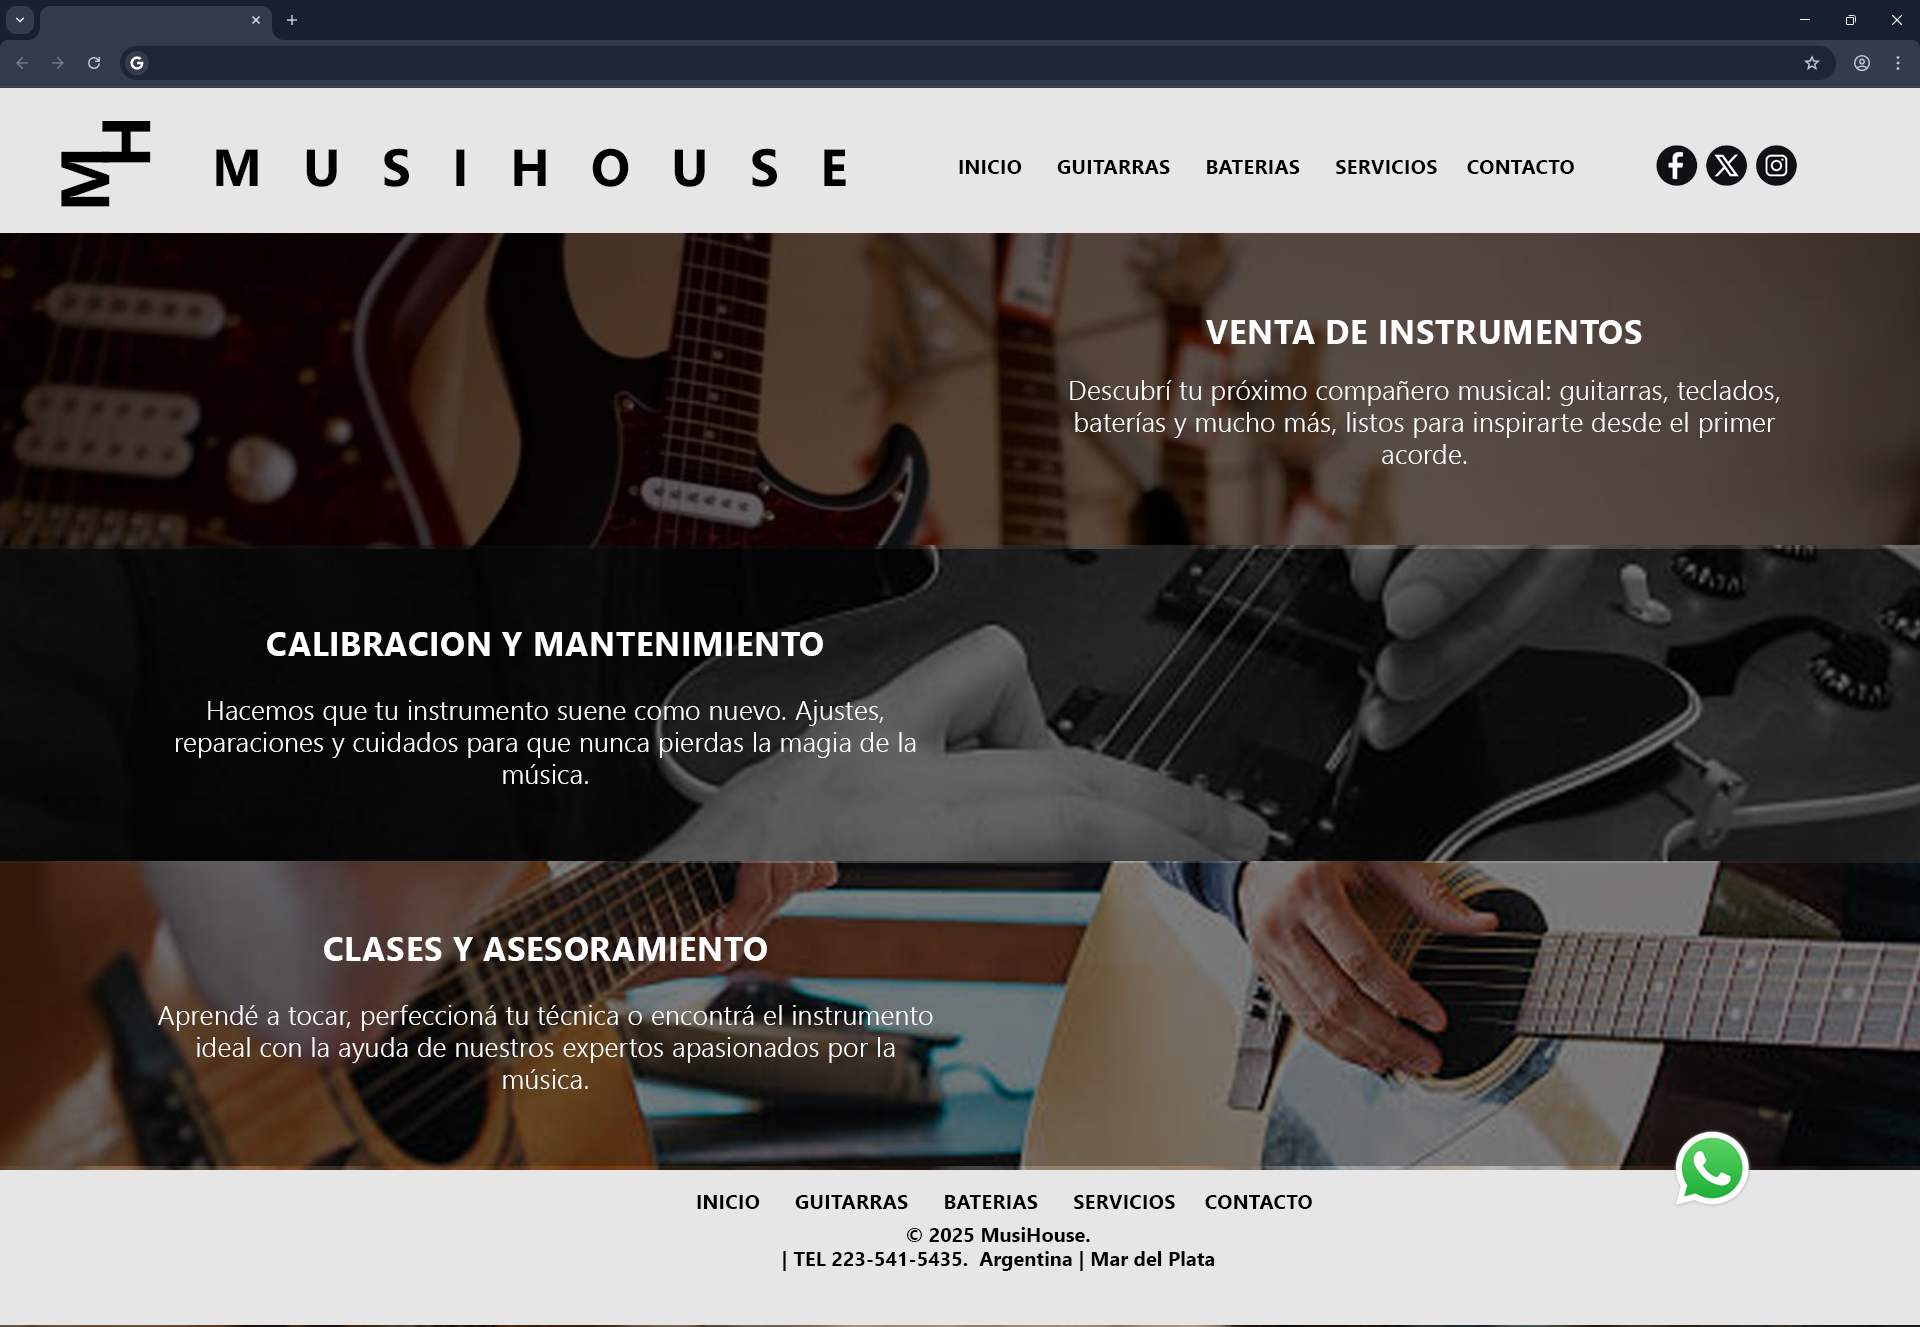 MH
MUSIHOUSE
INICIO GUITARRAS BATERIAS SERVICIOS CONTACTO
VENTA DE INSTRUMENTOS
Descubrí tu próximo compañero musical: guitarras, teclados,
baterías y mucho más, listos para inspirarte desde el primer
acorde.
CALIBRACION Y MANTENIMIENTO
Hacemos que tu instrumento suene como nuevo. Ajustes,
reparaciones y cuidados para que nunca pierdas la magia de la
música.
CLASES Y ASESORAMIENTO
Aprendé a tocar, perfeccioná tu técnica o encontrá el instrumento
ideal con la ayuda de nuestros expertos apasionados por la
música.
INICIO GUITARRAS BATERIAS SERVICIOS CONTACTO
© 2025 MusiHouse.
| TEL 223-541-5435. Argentina | Mar del Plata